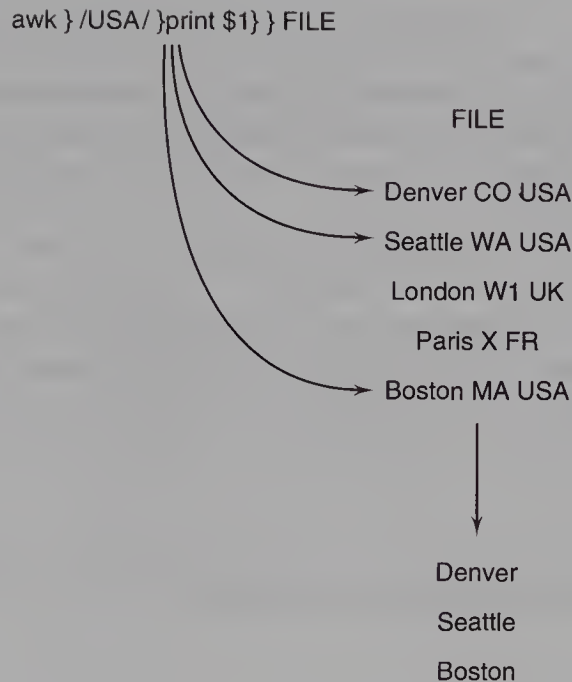 awk } /USA/ }print $1} } FILE
FILE
Denver CO USA
Seattle WA USA
London W1 UK
Paris X FR
Boston MA USA
Denver
Seattle
Boston